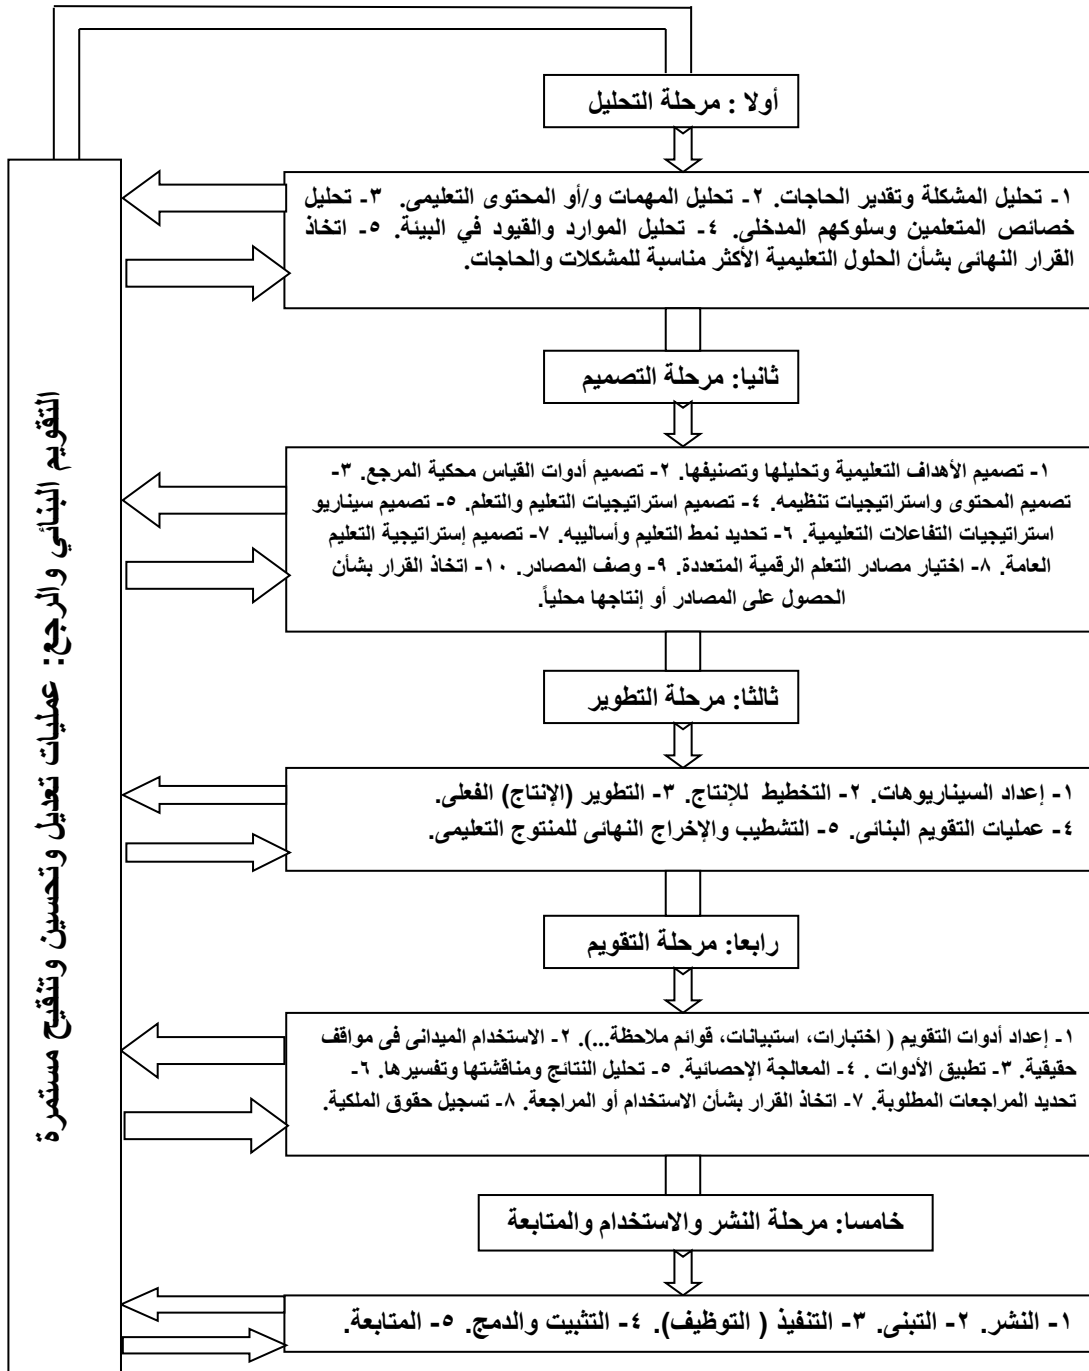 أولا : مرحلة التحليل
١- تحليل المشكلة وتقدير الحاجات. ٢- تحليل المهمات و/أو المحتوى التعليمى. ٣- تحليل
خصائص المتعلمين وسلوكهم المدخلى. ٤- تحليل الموارد والقيود في البيئة. ٥- اتخاذ
القرار النهائى بشأن الحلول التعليمية الأكثر مناسبة للمشكلات والحاجات.
ثانيا: مرحلة التصميم
١- تصميم الأهداف التعليمية وتحليلها وتصنيفها. ٢- تصميم أدوات القياس محكية المرجع. ٣-
تصميم المحتوى واستراتيجيات تنظيمه. ٤- تصميم استراتيجيات التعليم والتعلم. ٥- تصميم سيناريو
استراتيجيات التفاعلات التعليمية. ٦- تحديد نمط التعليم وأساليبه. ٧- تصميم إستراتيجية التعليم
العامة. ٨- اختيار مصادر التعلم الرقمية المتعددة. ٩- وصف المصادر. ١٠- اتخاذ القرار بشأن
الحصول على المصادر أو إنتاجها محلياً.
ثالثا: مرحلة التطوير
١- إعداد السيناريوهات. ٢- التخطيط للإنتاج. ٣- التطوير (الإنتاج) الفعلى.
٤- عمليات التقويم البنائى. ٥- التشطيب والإخراج النهائى للمنتوج التعليمى.
رابعا: مرحلة التقويم
١- إعداد أدوات التقويم ( اختبارات، استبيانات، قوائم ملاحظة...). ٢- الاستخدام الميدانى فى مواقف
حقيقية. ٣- تطبيق الأدوات . ٤- المعالجة الإحصائية. ٥- تحليل النتائج ومناقشتها وتفسيرها. ٦-
تحديد المراجعات المطلوبة. ٧- اتخاذ القرار بشأن الاستخدام أو المراجعة. ٨- تسجيل حقوق الملكية.
خامسا: مرحلة النشر والاستخدام والمتابعة
١- النشر. ٢- التبنى. ٣- التنفيذ ( التوظيف). ٤- التثبيت والدمج. ٥- المتابعة.
التقويم البنائي والرجع: عمليات تعديل وتحسين وتنقيح مستمرة